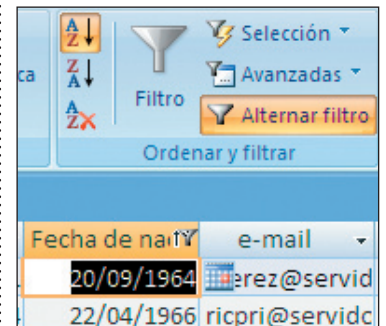 Selección
ca
Avanzadas
Filtro
Alternar filtro
Ordenar y filtrar
Fecha de na
e-mail
20/09/1964
erez@servid
22/04/1966
ricpri@servidc